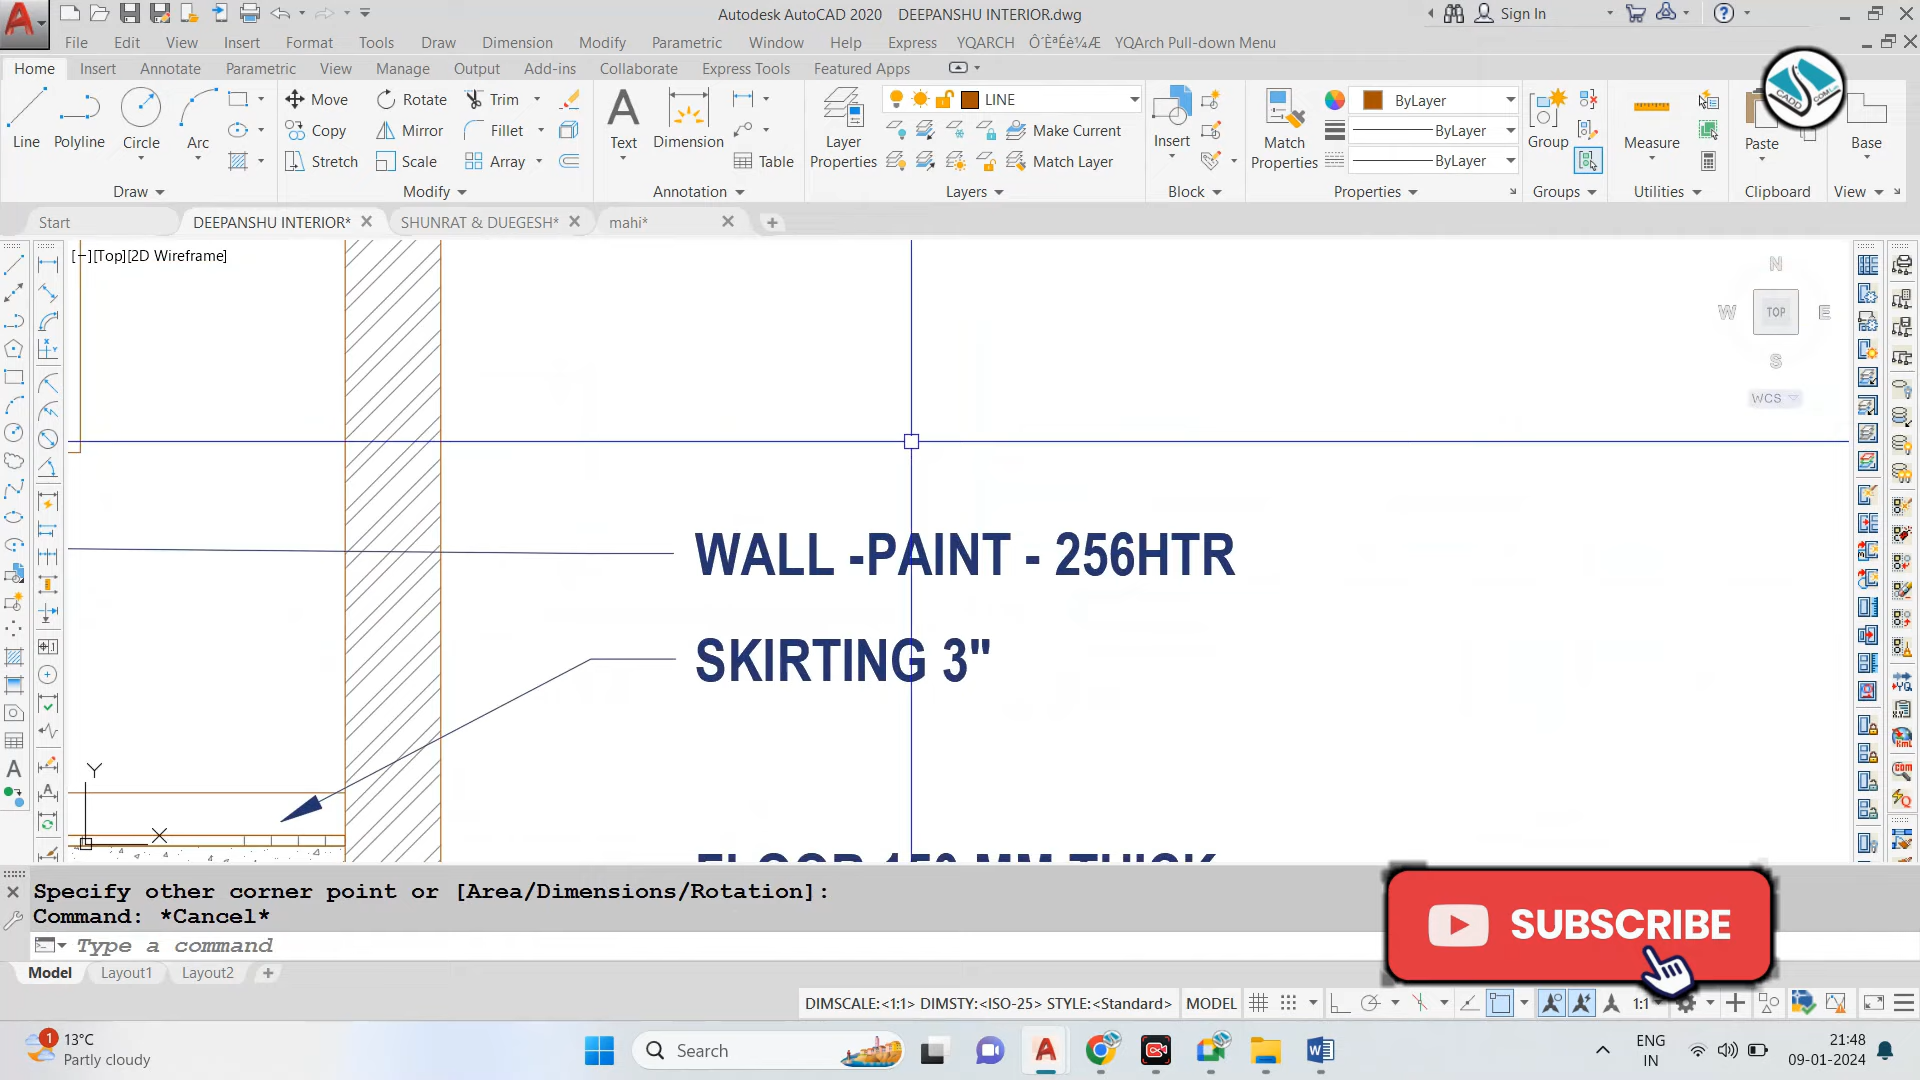 Autodesk AutoCAD 2020 DEEPANSHU INTERIOR.dwg
Sign In
File Edit View Insert Format Tools Draw Dimension Modify Parametric Window Help Express YQARCH Ô´ÈªÉè¼Æ YQArch Pull-down Menu
Home Insert Annotate Parametric View Manage Output Add-ins Collaborate Express Tools Featured Apps
Line Polyline Circle Arc
Move Rotate Trim
Copy Mirror Fillet
Stretch Scale Array
Text Dimension Table
Layer Properties
LINE
Make Current
Match Layer
Insert
Match Properties
ByLayer
ByLayer
ByLayer
Group Measure Paste Base
Draw Modify Annotation Layers Block Properties Groups Utilities Clipboard View
Start DEEPANSHU INTERIOR* SHUNRAT & DUEGESH* mahi*
[−][Top][2D Wireframe]
N
W TOP E
S
WCS
WALL -PAINT - 256HTR
SKIRTING 3"
FLOOR 150 MM THICK
Y
X
Specify other corner point or [Area/Dimensions/Rotation]:
Command: *Cancel*
Type a command
SUBSCRIBE
Model Layout1 Layout2
DIMSCALE:<1:1> DIMSTY:<ISO-25> STYLE:<Standard> MODEL 1:1
1 13°C
Partly cloudy
Search
ENG
IN
21:48
09-01-2024